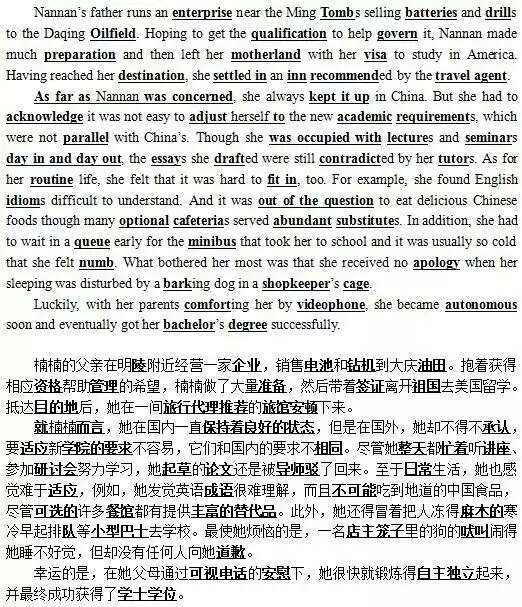 Nannan's father runs an enterprise near the Ming Tombs selling batteries and drills
to the Daqing Oilfield. Hoping to get the qualification to help govern it, Nannan made
much preparation and then left her motherland with her visa to study in America.
Having reached her destination, she settled in an inn recommended by the travel agent.
As far as Nannan was concerned, she always kept it up in China. But she had to
acknowledge it was not easy to adjust herself to the new academic requirements, which
were not parallel with China's. Though she was occupied with lectures and seminars
day in and day out, the essays she drafted were still contradicted by her tutors. As for
her routine life, she felt that it was hard to fit in, too. For example, she found English
idioms difficult to understand. And it was out of the question to eat delicious Chinese
foods though many optional cafeterias served abundant substitutes. In addition, she had
to wait in a queue early for the minibus that took her to school and it was usually so cold
that she felt numb. What bothered her most was that she received no apology when her
sleeping was disturbed by a barking dog in a shopkeeper's cage.
Luckily, with her parents comforting her by videophone, she became autonomous
soon and eventually got her bachelor's degree successfully.
楠楠的父亲在明陵附近经营一家企业，销售电池和钻机到大庆油田。抱着获得
相应资格帮助管理的希望，楠楠做了大量准备，然后带着签证离开祖国去美国留学。
抵达目的地后，她在一间旅行代理推荐的旅馆安顿下来。
就楠楠而言，她在国内一直保持着良好的状态，但是在国外，她却不得不承认，
要适应新学院的要求不容易，它们和国内的要求不相同。尽管她整天都忙着听讲座、
参加研讨会努力学习，她起草的论文还是被导师驳了回来。至于日常生活，她也感
觉难于适应，例如，她发觉英语成语很难理解，而且不可能吃到地道的中国食品，
尽管可选的许多餐馆都有提供丰富的替代品。此外，她还得冒着把人冻得麻木的寒
冷早起排队等小型巴士去学校。最使她烦恼的是，一名店主笼子里的狗的吠叫闹得
她睡不好觉，但却没有任何人向她道歉。
幸运的是，在她父母通过可视电话的安慰下，她很快就锻炼得自主独立起来，
并最终成功获得了学士学位。